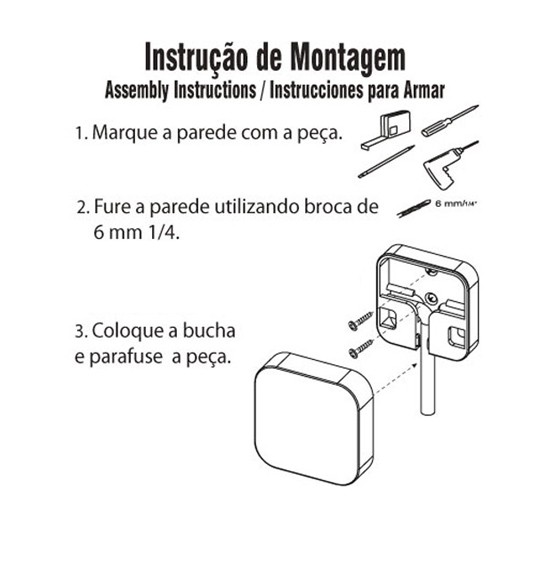 Instrução de Montagem
Assembly Instructions / Instrucciones para Armar
1. Marque a parede com a peça.
2. Fure a parede utilizando broca de
6 mm 1/4.
6 mm/1/4"
3. Coloque a bucha
e parafuse a peça.